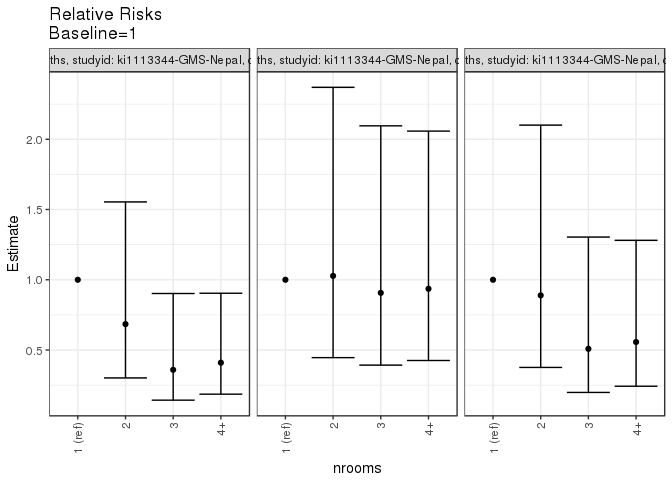 Relative Risks
Baseline=1
ths, studyid: ki1113344-GMS-Nepal, c
ths, studyid: ki1113344-GMS-Nepal, c
ths, studyid: ki1113344-GMS-Nepal, c
Estimate
2.0
1.5
1.0
0.5
1 (ref)
2
3
4+
1 (ref)
2
3
4+
1 (ref)
2
3
4+
nrooms